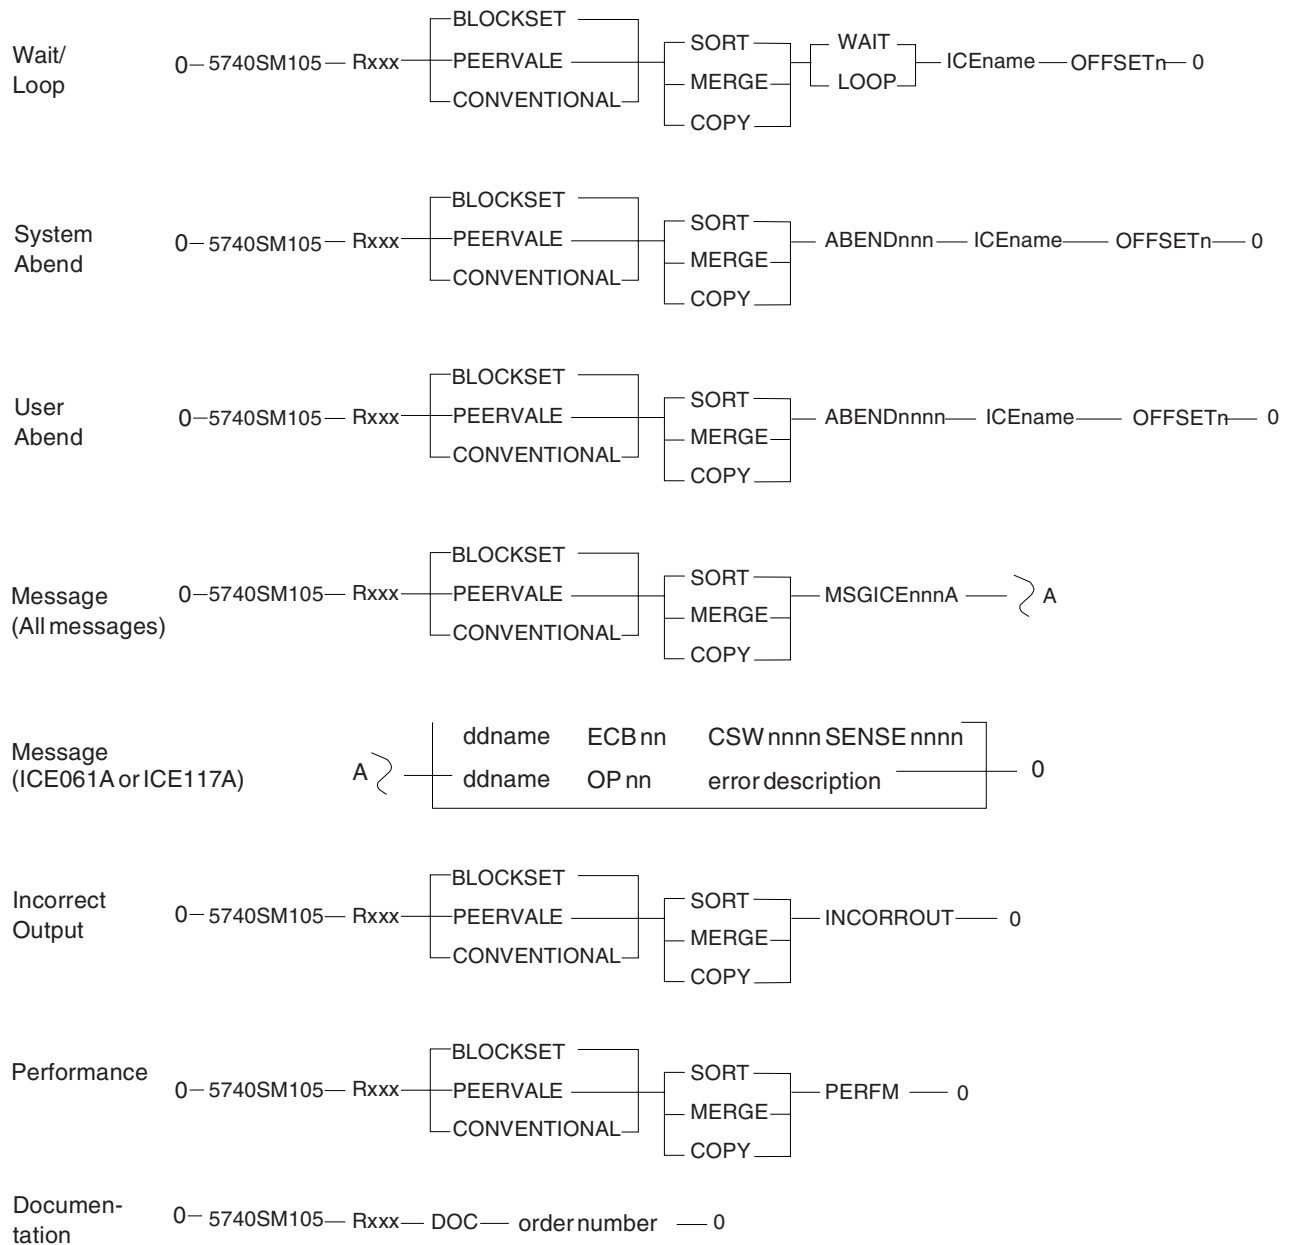 BLOCKSET
Wait/ 0 5740SM105 Rxxx PEERVALE SORT WAIT ICEname OFFSETn 0
Loop MERGE LOOP
CONVENTIONAL
COPY
BLOCKSET
System 0 5740SM105 Rxxx PEERVALE SORT ABENDnnn ICEname OFFSETn 0
Abend MERGE
CONVENTIONAL
COPY
BLOCKSET
User 0 5740SM105 Rxxx PEERVALE SORT ABENDnnnn ICEname OFFSETn 0
Abend MERGE
CONVENTIONAL
COPY
BLOCKSET
Message 0 5740SM105 Rxxx PEERVALE SORT MSGICEnnnA A
(All messages) MERGE
CONVENTIONAL
COPY
Message ddname ECB nn CSW nnnn SENSE nnnn
(ICE061A or ICE117A) A ddname OP nn error description 0
BLOCKSET
Incorrect 0 5740SM105 Rxxx PEERVALE SORT INCORROUT 0
Output MERGE
CONVENTIONAL
COPY
BLOCKSET
Performance 0 5740SM105 Rxxx PEERVALE SORT PERFM 0
MERGE
CONVENTIONAL
COPY
Documen- 0 5740SM105 Rxxx DOC order number 0
tation